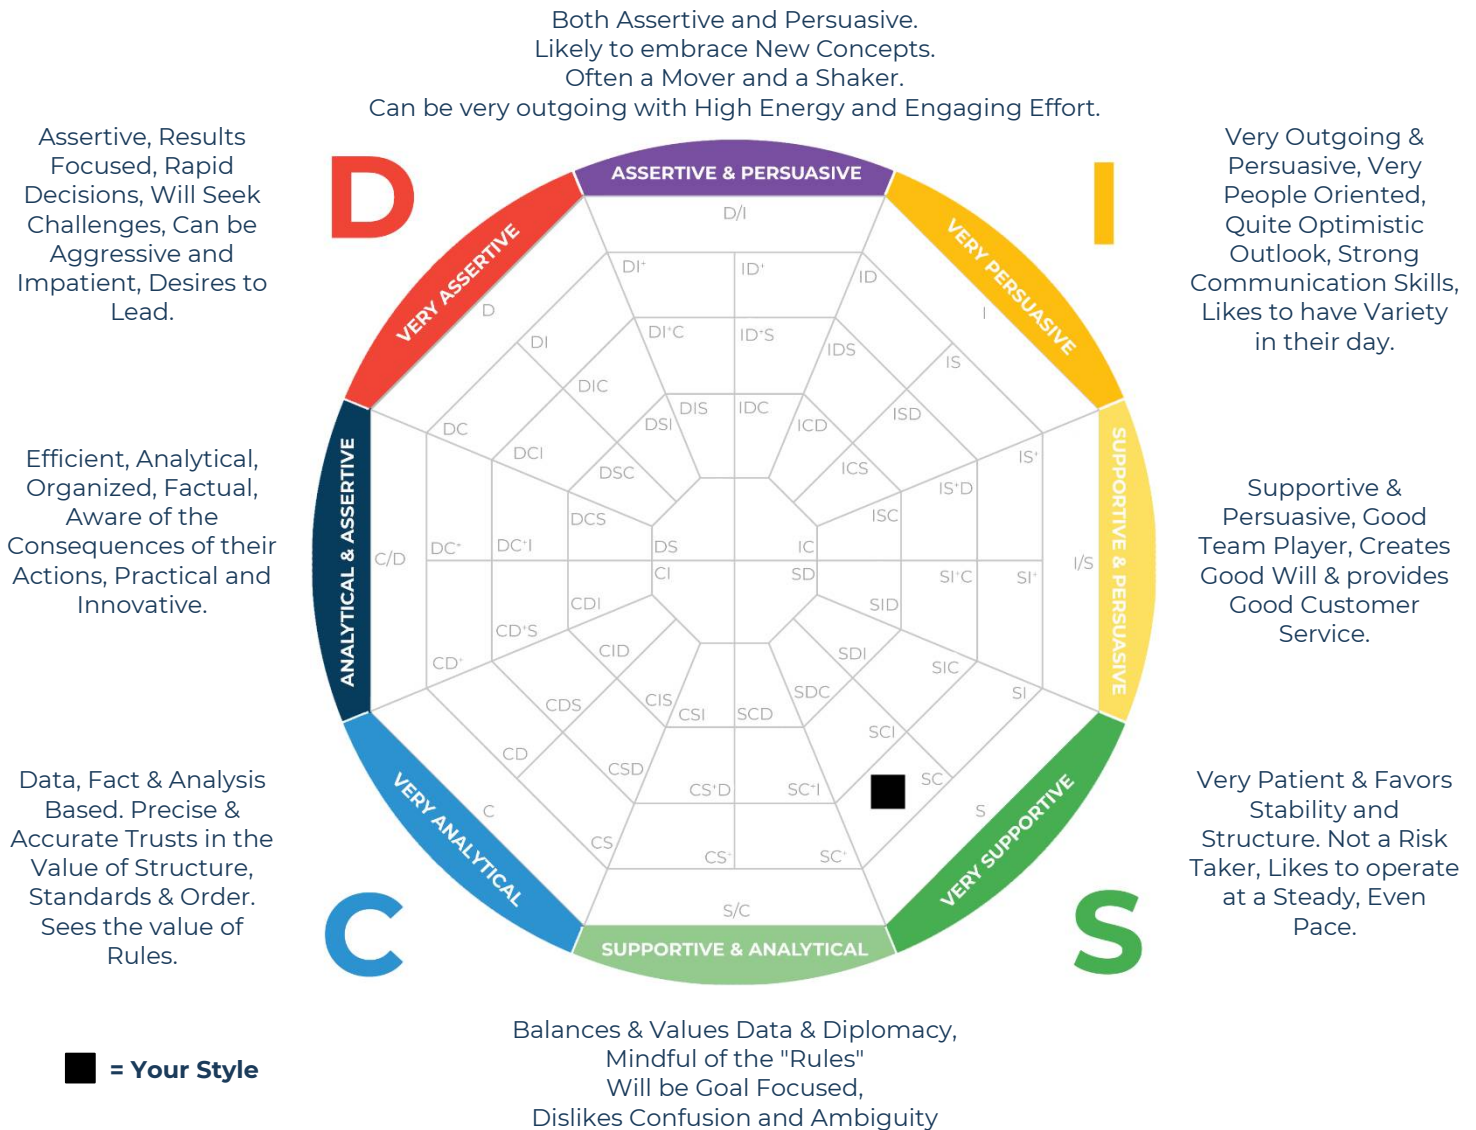 Both Assertive and Persuasive.
Likely to embrace New Concepts.
Often a Mover and a Shaker.
Can be very outgoing with High Energy and Engaging Effort.
Assertive, Results
Focused, Rapid
Decisions, Will Seek
Challenges, Can be
Aggressive and
Impatient, Desires to
Lead.
D
ASSERTIVE & PERSUASIVE
I
Very Outgoing &
Persuasive, Very
People Oriented,
Quite Optimistic
Outlook, Strong
Communication Skills,
Likes to have Variety
in their day.
VERY ASSERTIVE
VERY PERSUASIVE
D/I
DI⁺
ID⁺
ID
D
I
DI
DI⁺C
ID⁺S
IDS
IS
DIC
DIS
IDC
ISD
DC
DSI
ICD
DCI
DSC
ICS
IS⁺
IS⁺D
DCS
ISC
Efficient, Analytical,
Organized, Factual,
Aware of the
Consequences of their
Actions, Practical and
Innovative.
ANALYTICAL & ASSERTIVE
C/D
DC⁺
DC⁺I
DS
IC
I/S
SUPPORTIVE & PERSUASIVE
Supportive &
Persuasive, Good
Team Player, Creates
Good Will & provides
Good Customer
Service.
CI
SD
SI⁺C
SI⁺
CDI
SID
CD⁺S
CID
SDI
CD⁺
SIC
CDS
CIS
SDC
SI
CSI
SCD
SCI
CD
CSD
CS⁺D
SC⁺I
SC
C
S
CS
CS⁺
SC⁺
S/C
VERY ANALYTICAL
VERY SUPPORTIVE
Data, Fact & Analysis
Based. Precise &
Accurate Trusts in the
Value of Structure,
Standards & Order.
Sees the value of
Rules.
C
SUPPORTIVE & ANALYTICAL
S
Very Patient & Favors
Stability and
Structure. Not a Risk
Taker, Likes to operate
at a Steady, Even
Pace.
Balances & Values Data & Diplomacy,
Mindful of the "Rules"
Will be Goal Focused,
Dislikes Confusion and Ambiguity
= Your Style